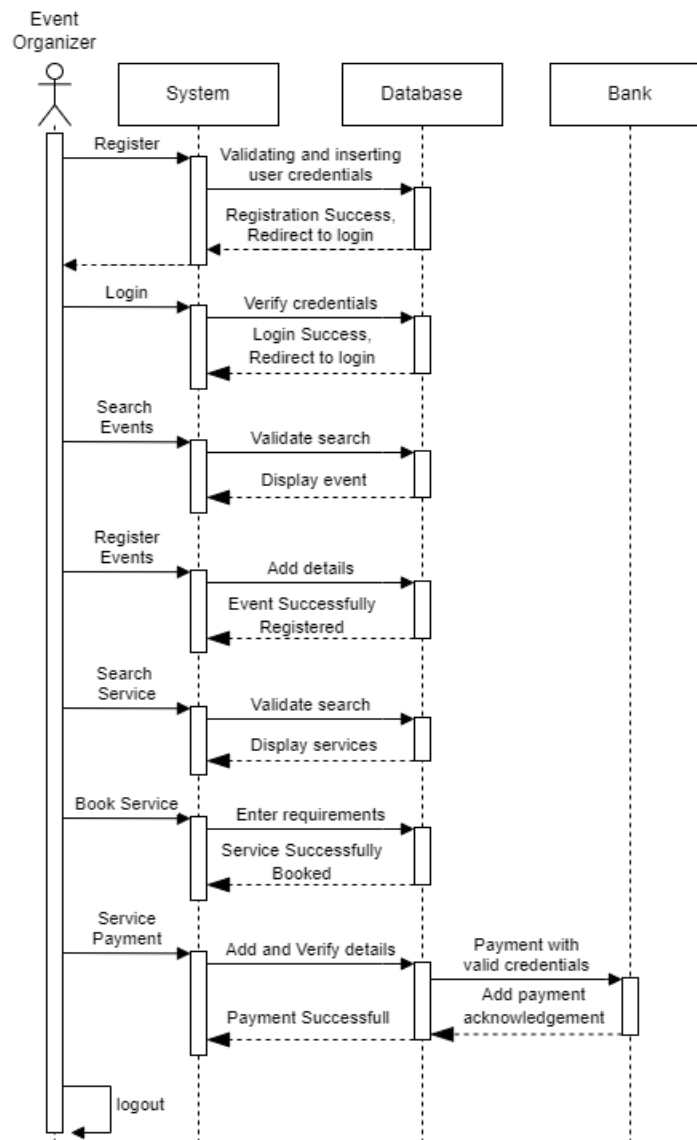 Event
Organizer
System
Database
Bank
Register
Validating and inserting
user credentials
Registration Success,
Redirect to login
Login
Verify credentials
Login Success,
Redirect to login
Search
Events
Validate search
Display event
Register
Events
Add details
Event Successfully
Registered
Search
Service
Validate search
Display services
Book Service
Enter requirements
Service Successfully
Booked
Service
Payment
Add and Verify details
Payment with
valid credentials
Add payment
acknowledgement
Payment Successfull
logout